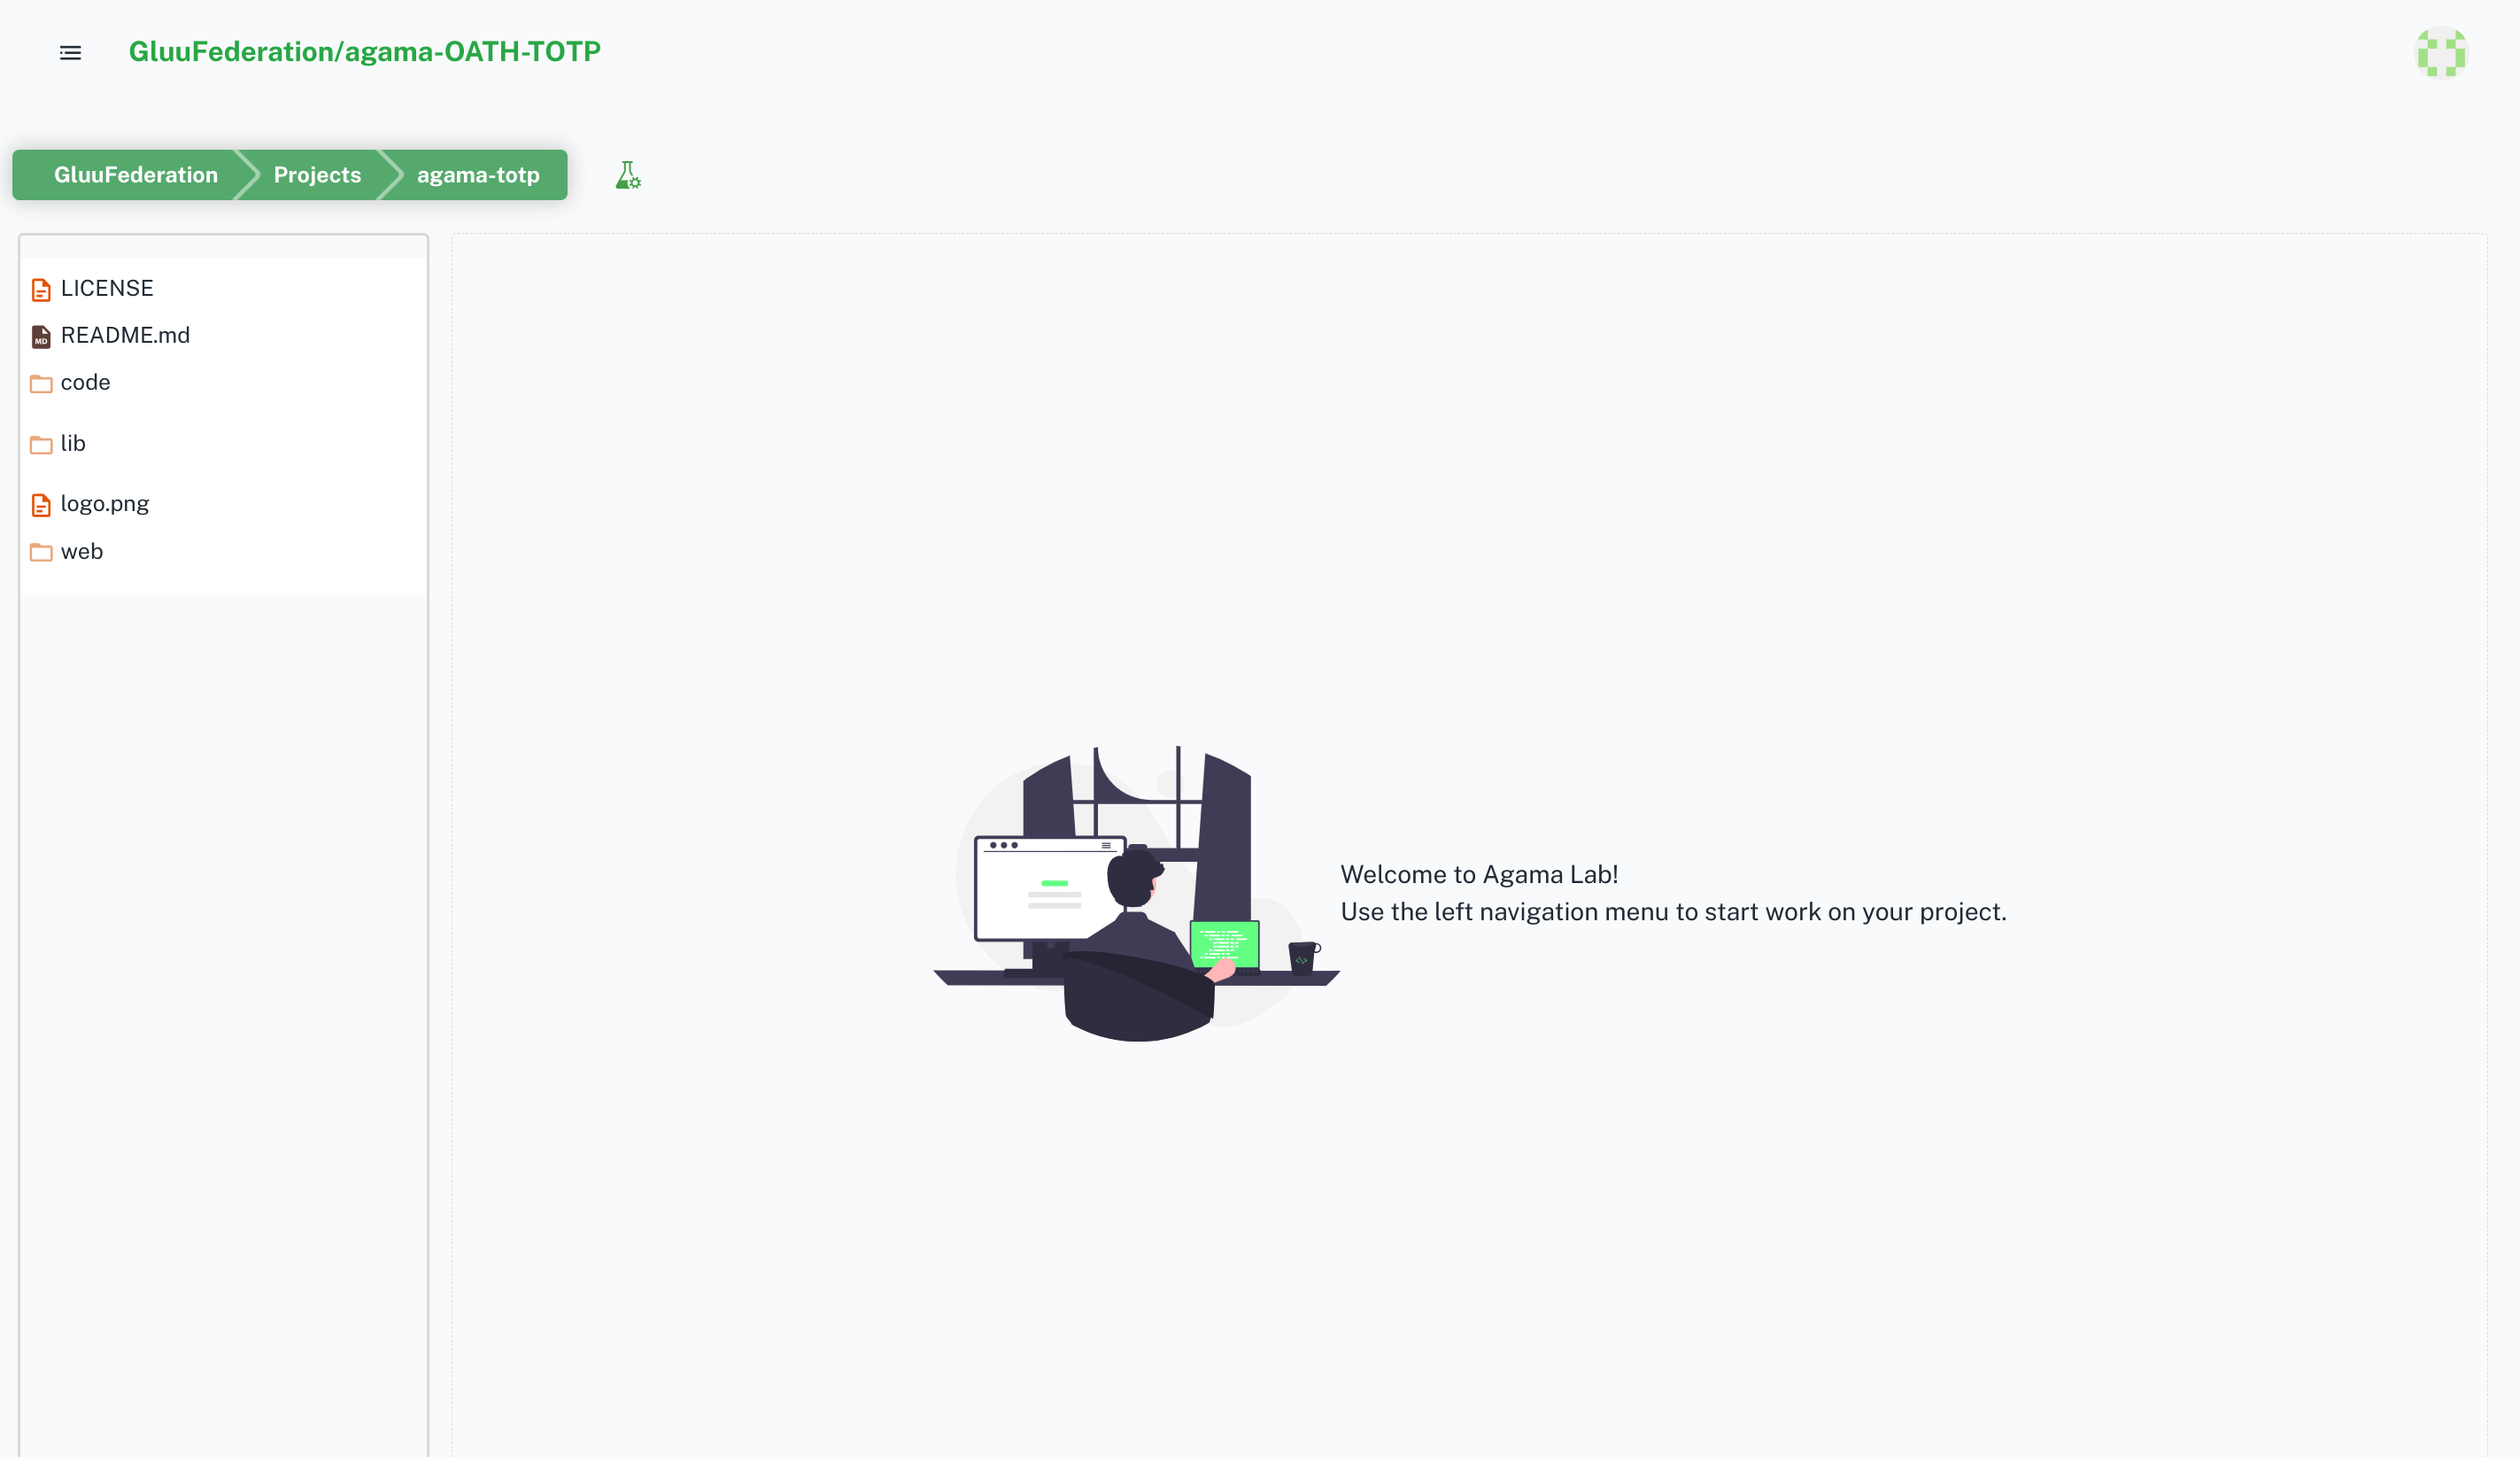 GluuFederation/agama-OATH-TOTP
GluuFederation Projects agama-totp
LICENSE
README.md
code
lib
logo.png
web
Welcome to Agama Lab!
Use the left navigation menu to start work on your project.